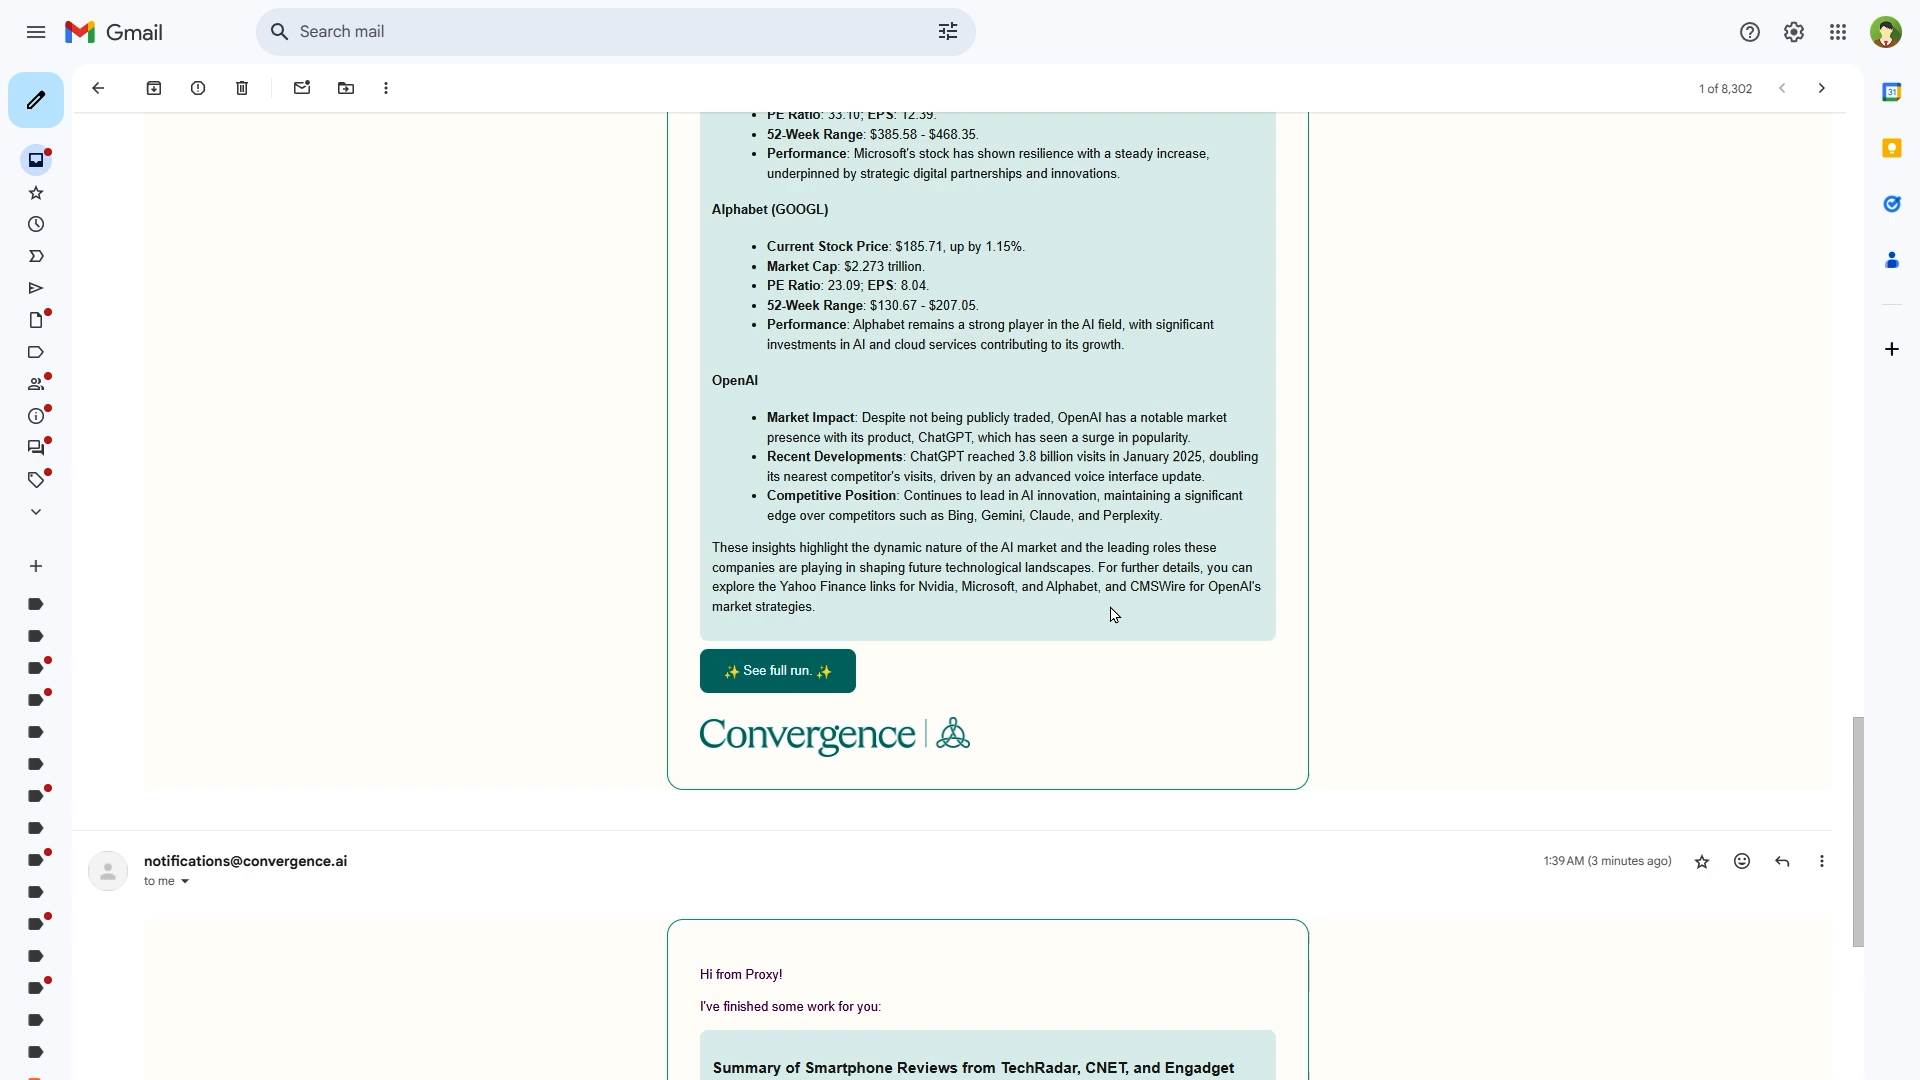 Gmail
Search mail
1 of 8,302
31
PE Ratio: 33.10; EPS: 12.39.
52-Week Range: $385.58 - $468.35.
Performance: Microsoft's stock has shown resilience with a steady increase,
underpinned by strategic digital partnerships and innovations.
Alphabet (GOOGL)
Current Stock Price: $185.71, up by 1.15%.
Market Cap: $2.273 trillion.
PE Ratio: 23.09; EPS: 8.04.
52-Week Range: $130.67 - $207.05.
Performance: Alphabet remains a strong player in the AI field, with significant
investments in AI and cloud services contributing to its growth.
OpenAI
Market Impact: Despite not being publicly traded, OpenAI has a notable market
presence with its product, ChatGPT, which has seen a surge in popularity.
Recent Developments: ChatGPT reached 3.8 billion visits in January 2025, doubling
its nearest competitor's visits, driven by an advanced voice interface update.
Competitive Position: Continues to lead in AI innovation, maintaining a significant
edge over competitors such as Bing, Gemini, Claude, and Perplexity.
These insights highlight the dynamic nature of the AI market and the leading roles these
companies are playing in shaping future technological landscapes. For further details, you can
explore the Yahoo Finance links for Nvidia, Microsoft, and Alphabet, and CMSWire for OpenAI's
market strategies.
✨ See full run. ✨
Convergence
notifications@convergence.ai
1:39 AM (3 minutes ago)
to me
Hi from Proxy!
I've finished some work for you:
Summary of Smartphone Reviews from TechRadar, CNET, and Engadget